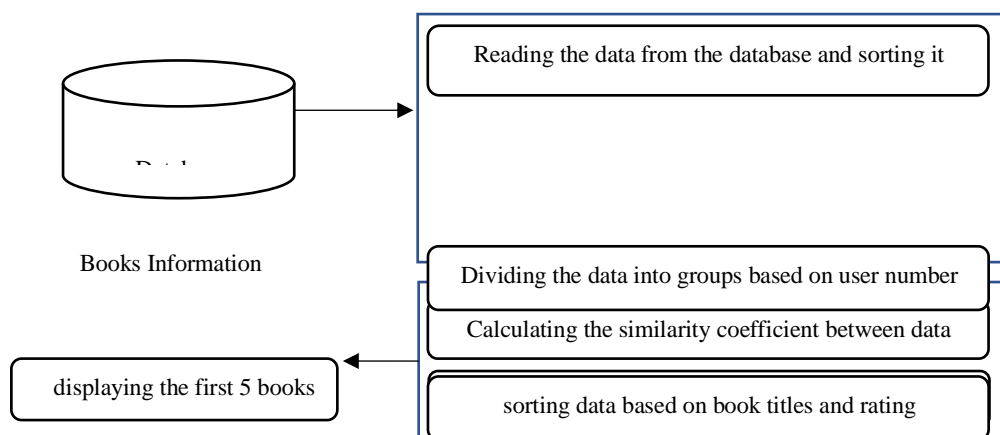 Reading the data from the database and sorting it
Books Information
Dividing the data into groups based on user number
Calculating the similarity coefficient between data
displaying the first 5 books
sorting data based on book titles and rating